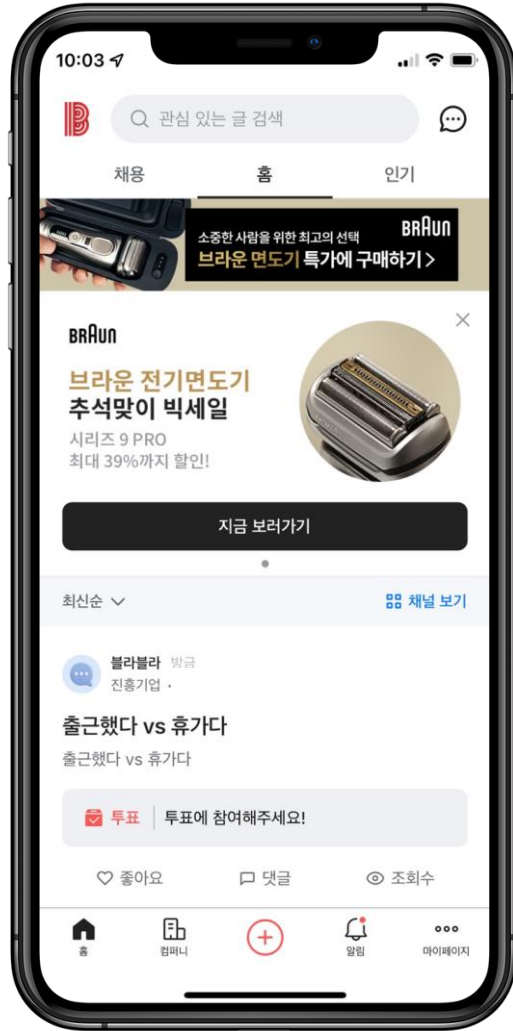 10:03
관심 있는 글 검색
채용 홈 인기
소중한 사람을 위한 최고의 선택
BRAUN
브라운 면도기 특가에 구매하기 >
BRAUN
브라운 전기면도기
추석맞이 빅세일
시리즈 9 PRO
최대 39%까지 할인!
지금 보러가기
최신순
채널 보기
블라블라 방금
진흥기업 ·
출근했다 vs 휴가다
출근했다 vs 휴가다
투표 투표에 참여해주세요!
좋아요 댓글 조회수
홈 컴퍼니 알림 마이페이지